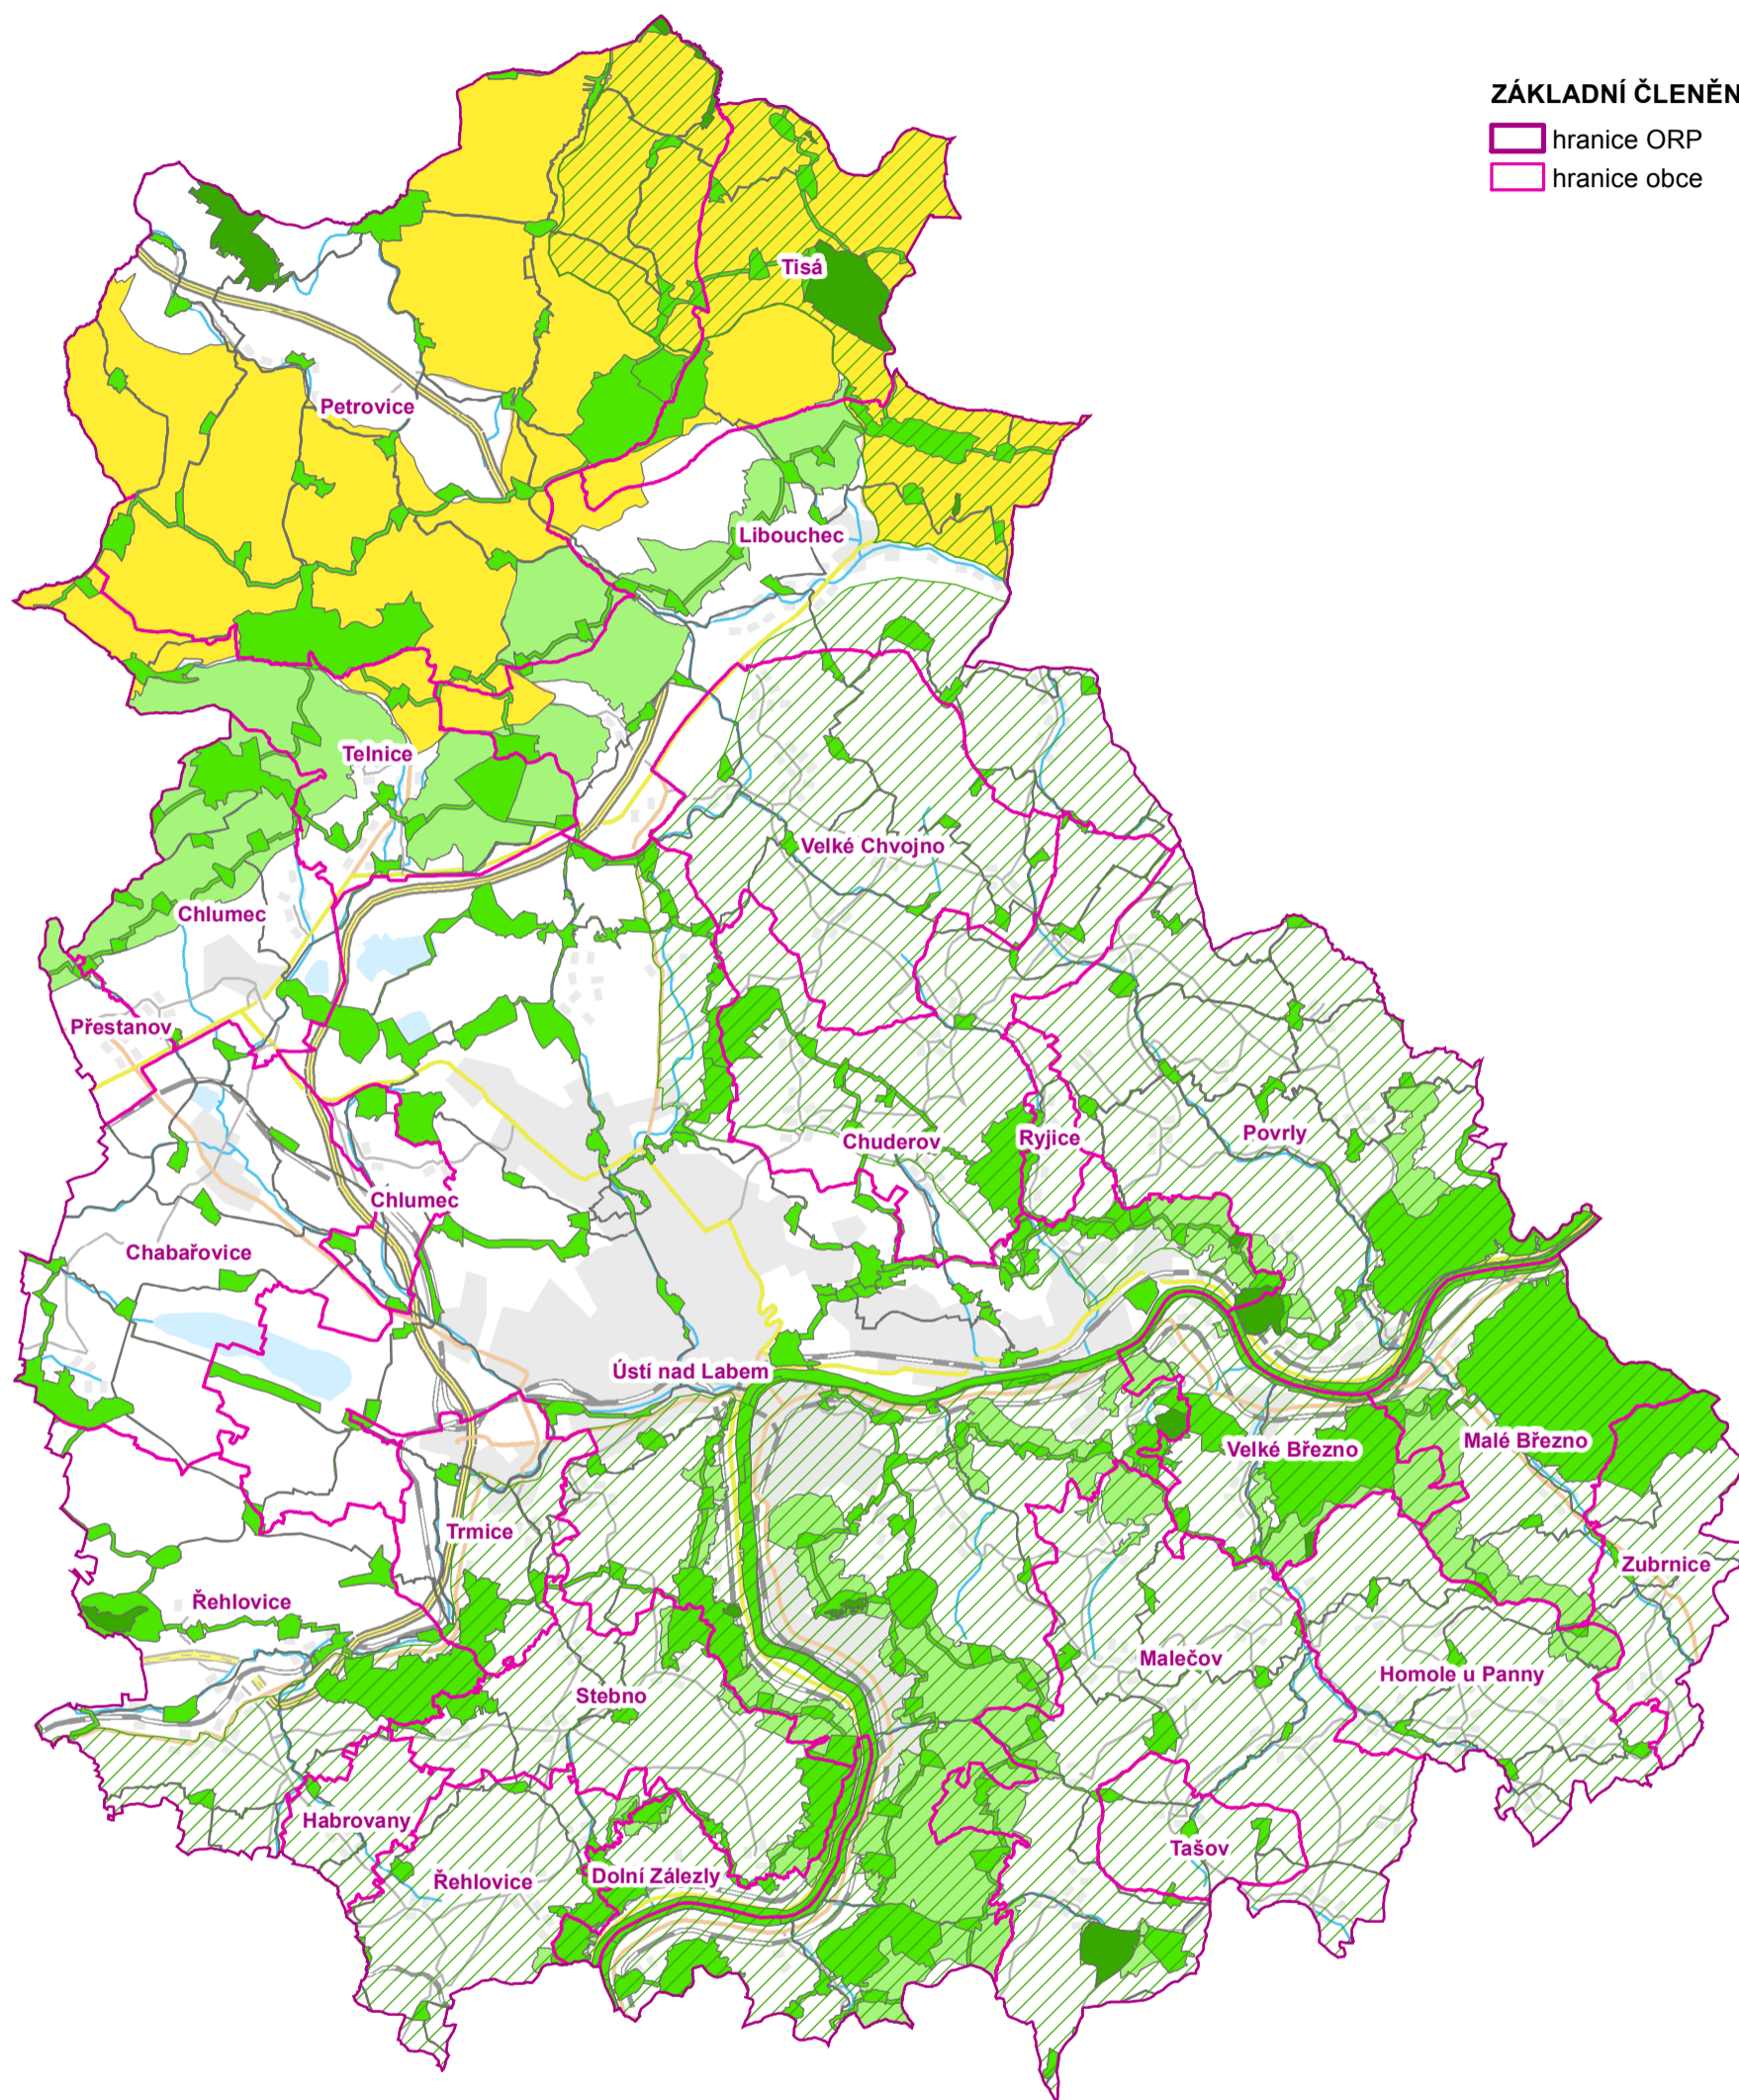 ZÁKLADNÍ ČLENĚN
hranice ORP
hranice obce
Tisá
Petrovice
Libouchec
Telnice
Velké Chvojno
Chlumec
Přestanov
Chuderov
Ryjice
Povrly
Chlumec
Chabařovice
Ústí nad Labem
Velké Březno
Malé Březno
Trmice
Zubrnice
Řehlovice
Malečov
Homole u Panny
Stebno
Habrovany
Tašov
Řehlovice
Dolní Zálezly